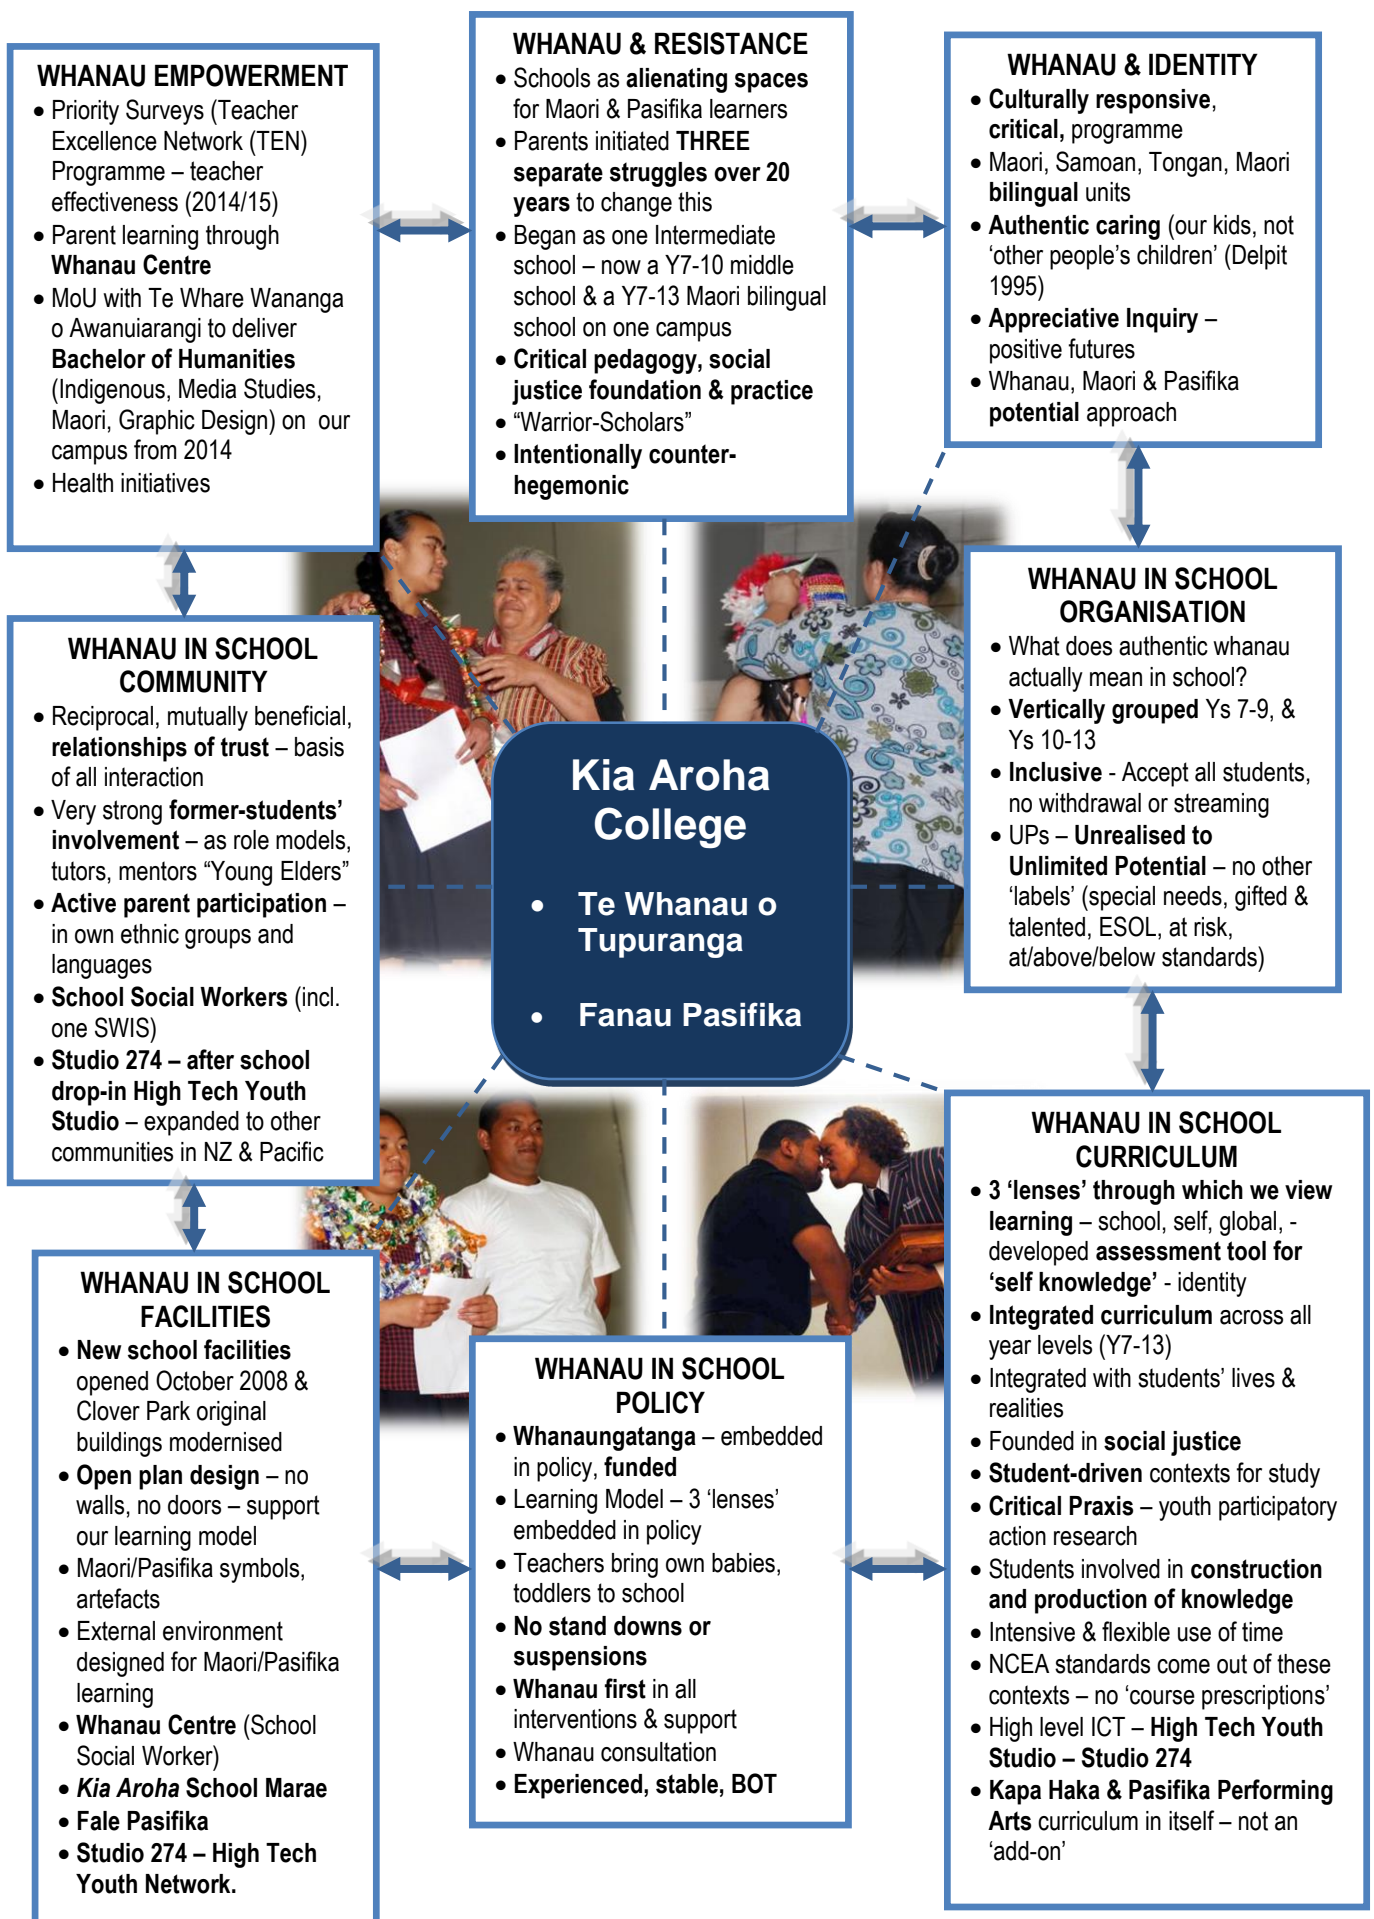 WHANAU EMPOWERMENT
• Priority Surveys (Teacher
Excellence Network (TEN)
Programme – teacher
effectiveness (2014/15)
• Parent learning through
Whanau Centre
• MoU with Te Whare Wananga
o Awanuiarangi to deliver
Bachelor of Humanities
(Indigenous, Media Studies,
Maori, Graphic Design) on our
campus from 2014
• Health initiatives
WHANAU & RESISTANCE
• Schools as alienating spaces
for Maori & Pasifika learners
• Parents initiated THREE
separate struggles over 20
years to change this
• Began as one Intermediate
school – now a Y7-10 middle
school & a Y7-13 Maori bilingual
school on one campus
• Critical pedagogy, social
justice foundation & practice
• “Warrior-Scholars”
• Intentionally counter-
hegemonic
WHANAU & IDENTITY
• Culturally responsive,
critical, programme
• Maori, Samoan, Tongan, Maori
bilingual units
• Authentic caring (our kids, not
‘other people’s children’ (Delpit
1995)
• Appreciative Inquiry –
positive futures
• Whanau, Maori & Pasifika
potential approach
WHANAU IN SCHOOL
COMMUNITY
• Reciprocal, mutually beneficial,
relationships of trust – basis
of all interaction
• Very strong former-students’
involvement – as role models,
tutors, mentors “Young Elders”
• Active parent participation –
in own ethnic groups and
languages
• School Social Workers (incl.
one SWIS)
• Studio 274 – after school
drop-in High Tech Youth
Studio – expanded to other
communities in NZ & Pacific
Kia Aroha
College
• Te Whanau o
Tupuranga
• Fanau Pasifika
WHANAU IN SCHOOL
ORGANISATION
• What does authentic whanau
actually mean in school?
• Vertically grouped Ys 7-9, &
Ys 10-13
• Inclusive - Accept all students,
no withdrawal or streaming
• UPs – Unrealised to
Unlimited Potential – no other
‘labels’ (special needs, gifted &
talented, ESOL, at risk,
at/above/below standards)
WHANAU IN SCHOOL
FACILITIES
• New school facilities
opened October 2008 &
Clover Park original
buildings modernised
• Open plan design – no
walls, no doors – support
our learning model
• Maori/Pasifika symbols,
artefacts
• External environment
designed for Maori/Pasifika
learning
• Whanau Centre (School
Social Worker)
• Kia Aroha School Marae
• Fale Pasifika
• Studio 274 – High Tech
Youth Network.
WHANAU IN SCHOOL
POLICY
• Whanaungatanga – embedded
in policy, funded
• Learning Model – 3 ‘lenses’
embedded in policy
• Teachers bring own babies,
toddlers to school
• No stand downs or
suspensions
• Whanau first in all
interventions & support
• Whanau consultation
• Experienced, stable, BOT
WHANAU IN SCHOOL
CURRICULUM
• 3 ‘lenses’ through which we view
learning – school, self, global, -
developed assessment tool for
‘self knowledge’ - identity
• Integrated curriculum across all
year levels (Y7-13)
• Integrated with students’ lives &
realities
• Founded in social justice
• Student-driven contexts for study
• Critical Praxis – youth participatory
action research
• Students involved in construction
and production of knowledge
• Intensive & flexible use of time
• NCEA standards come out of these
contexts – no ‘course prescriptions’
• High level ICT – High Tech Youth
Studio – Studio 274
• Kapa Haka & Pasifika Performing
Arts curriculum in itself – not an
‘add-on’